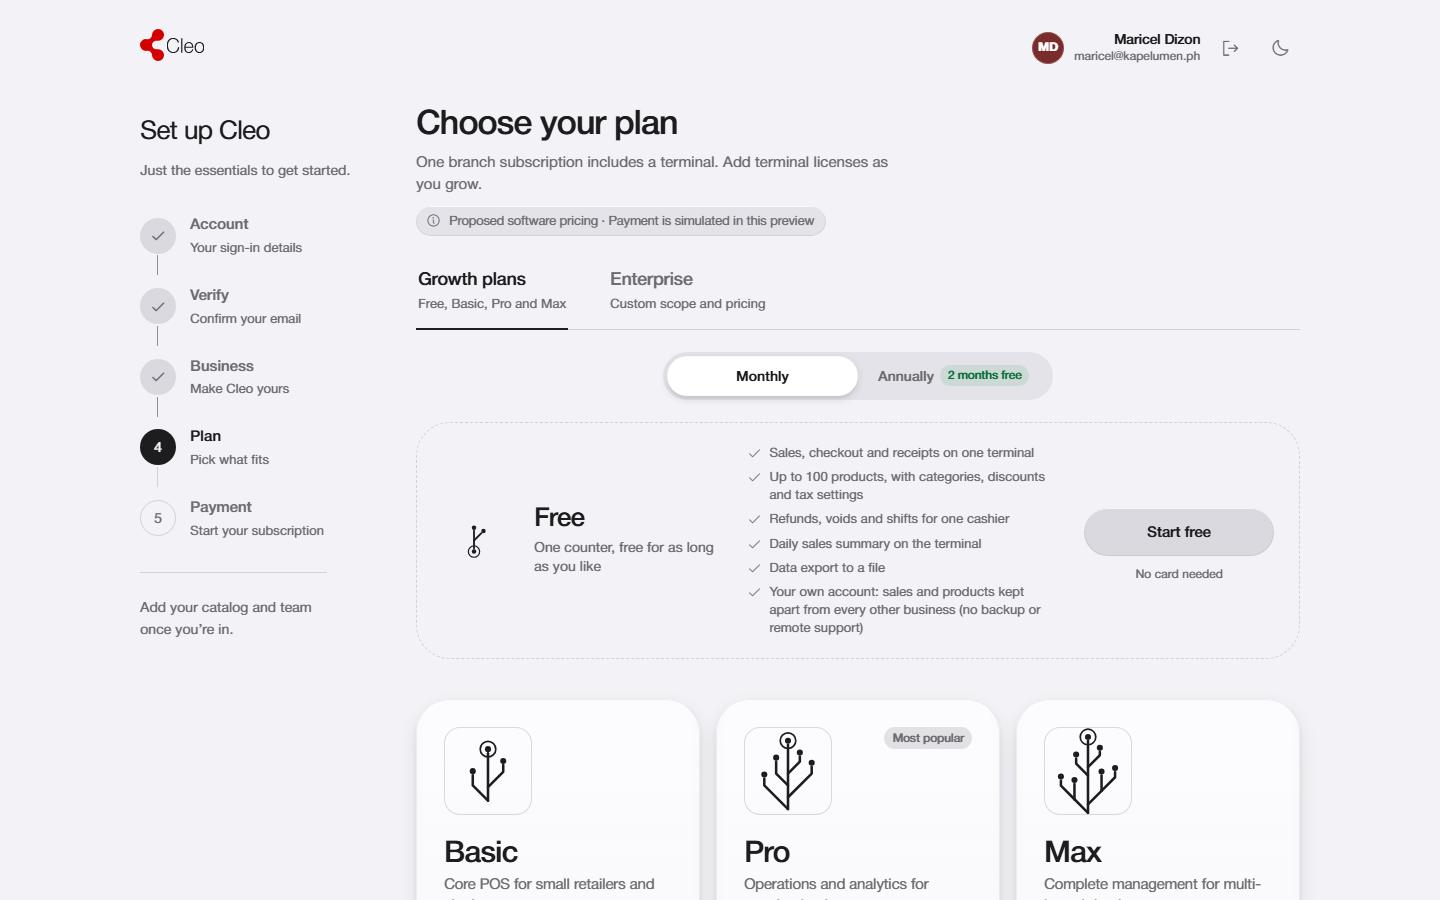 Cleo
MD
Maricel Dizon
maricel@kapelumen.ph
Set up Cleo
Just the essentials to get started.
Account
Your sign-in details
Verify
Confirm your email
Business
Make Cleo yours
4
Plan
Pick what fits
5
Payment
Start your subscription
Add your catalog and team
once you’re in.
Choose your plan
One branch subscription includes a terminal. Add terminal licenses as
you grow.
Proposed software pricing · Payment is simulated in this preview
Growth plans
Free, Basic, Pro and Max
Enterprise
Custom scope and pricing
Monthly
Annually 2 months free
Free
One counter, free for as long
as you like
Sales, checkout and receipts on one terminal
Up to 100 products, with categories, discounts
and tax settings
Refunds, voids and shifts for one cashier
Daily sales summary on the terminal
Data export to a file
Your own account: sales and products kept
apart from every other business (no backup or
remote support)
Start free
No card needed
Basic
Core POS for small retailers and
Most popular
Pro
Operations and analytics for
Max
Complete management for multi-